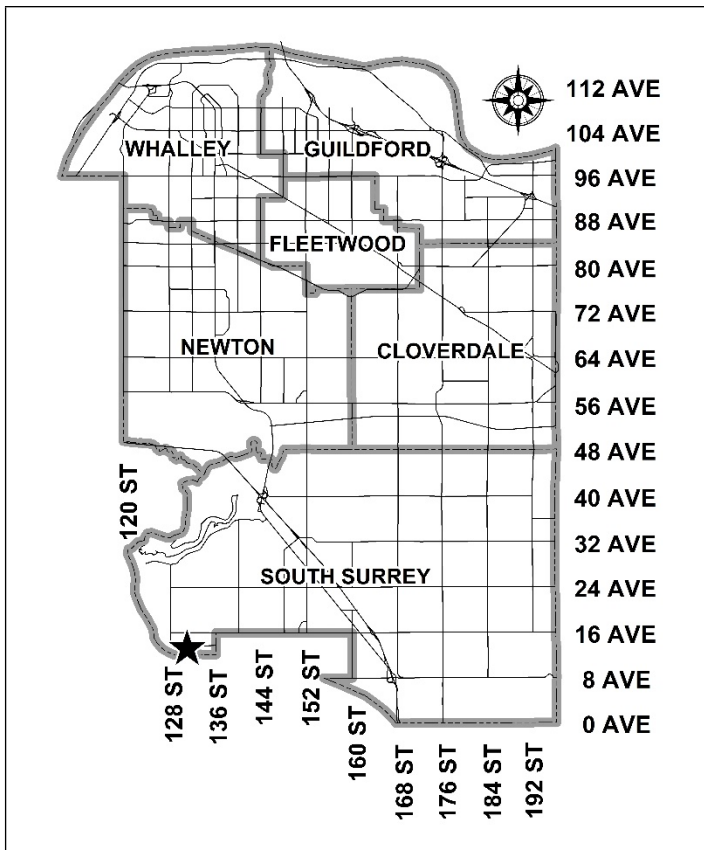 112 AVE
104 AVE
WHALLEY
GUILDFORD
96 AVE
88 AVE
FLEETWOOD
80 AVE
72 AVE
NEWTON
CLOVERDALE
64 AVE
56 AVE
48 AVE
120 ST
40 AVE
32 AVE
SOUTH SURREY
24 AVE
16 AVE
8 AVE
0 AVE
128 ST
136 ST
144 ST
152 ST
160 ST
168 ST
176 ST
184 ST
192 ST